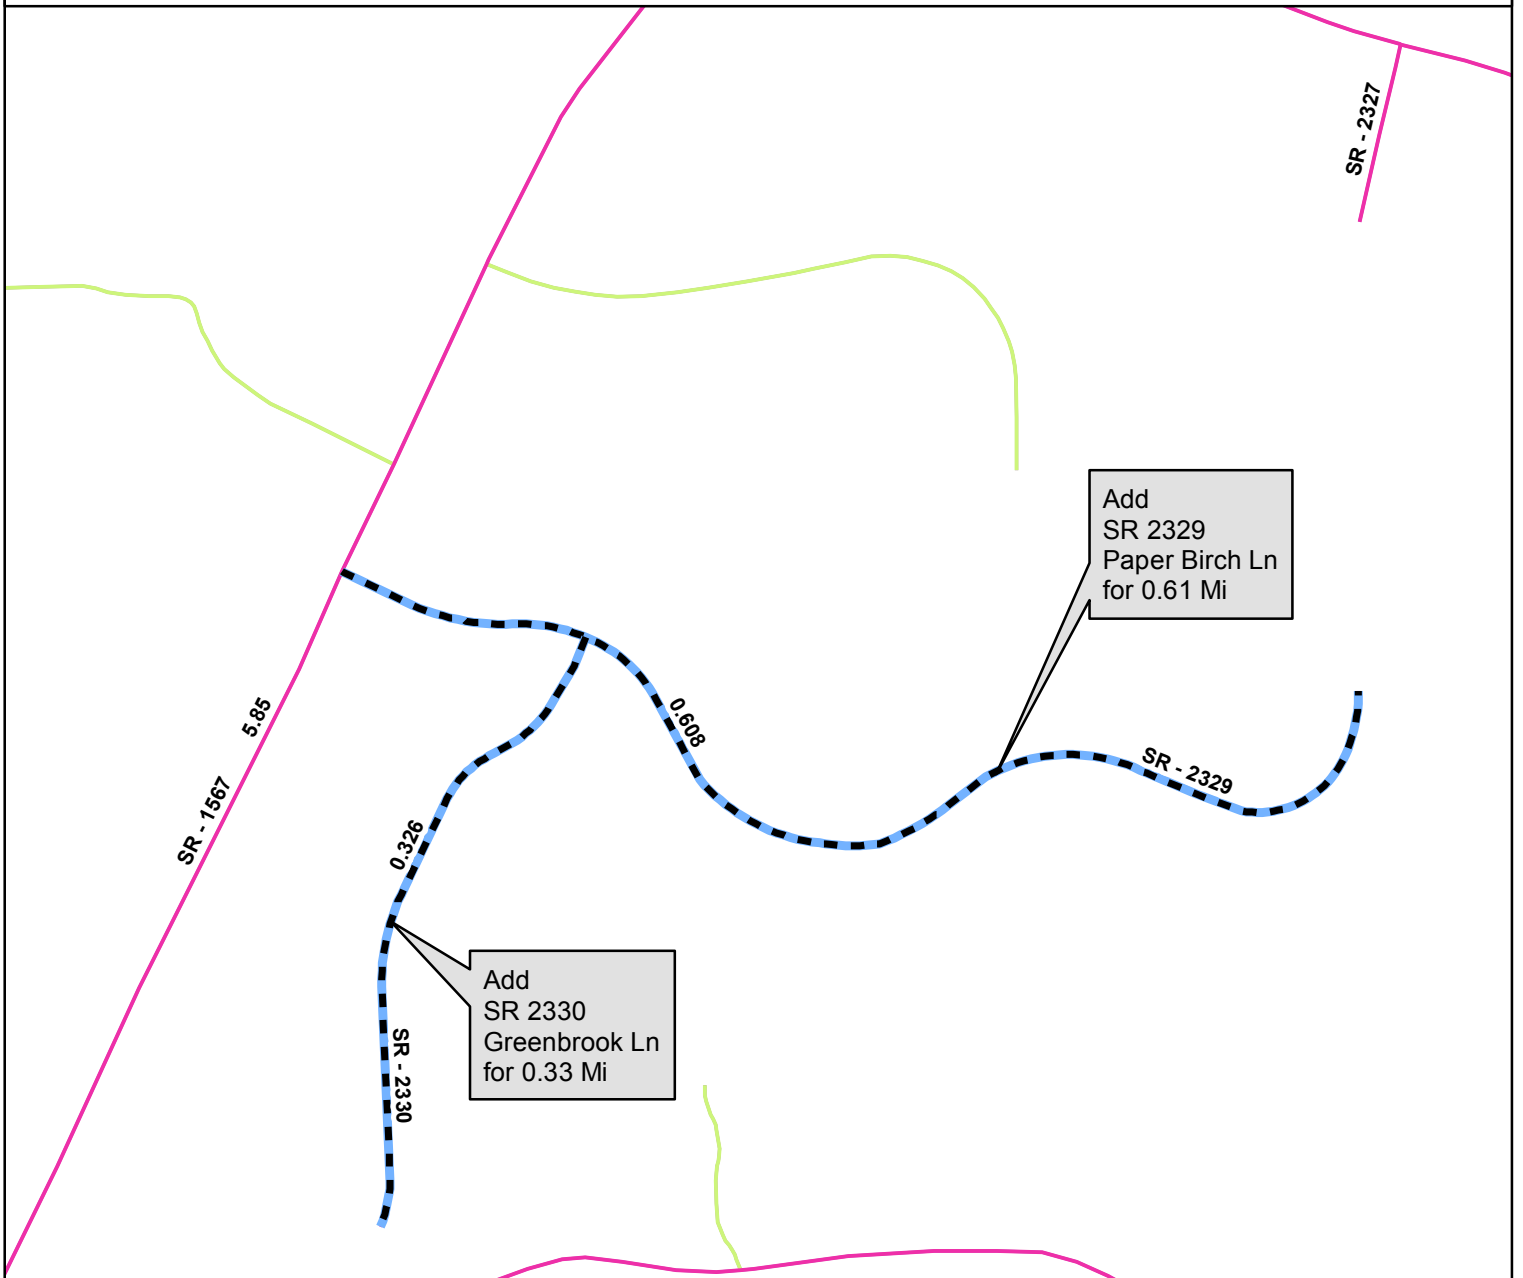 SR - 2327
Add
SR 2329
Paper Birch Ln
for 0.61 Mi
5.85
0.608
SR - 2329
SR - 1567
0.326
Add
SR 2330
Greenbrook Ln
for 0.33 Mi
SR - 2330